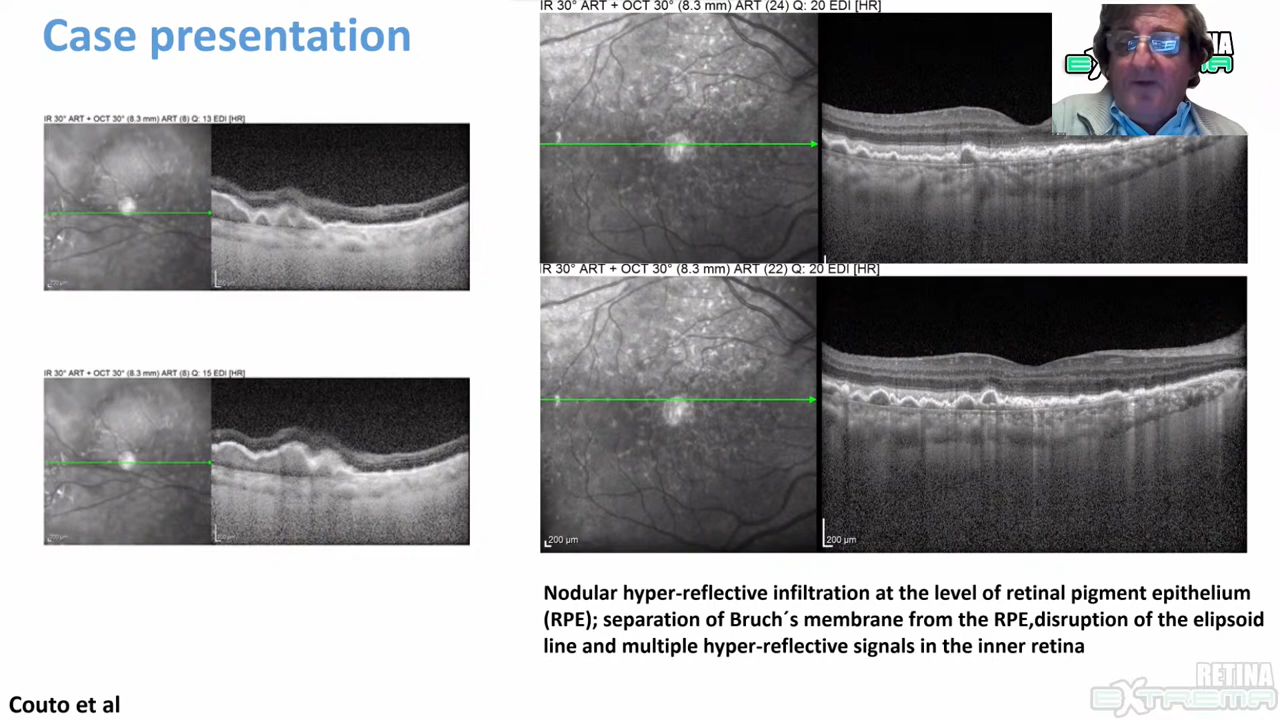 Case presentation
IR 30° ART + OCT 30° (8.3 mm) ART (8) Q: 13 EDI [HR]
IR 30° ART + OCT 30° (8.3 mm) ART (8) Q: 15 EDI [HR]
IR 30° ART + OCT 30° (8.3 mm) ART (24) Q: 20 EDI [HR]
IR 30° ART + OCT 30° (8.3 mm) ART (22) Q: 20 EDI [HR]
200 µm
200 µm
Nodular hyper-reflective infiltration at the level of retinal pigment epithelium
(RPE); separation of Bruch´s membrane from the RPE,disruption of the elipsoid
line and multiple hyper-reflective signals in the inner retina
Couto et al
RETINA
EXTREMA